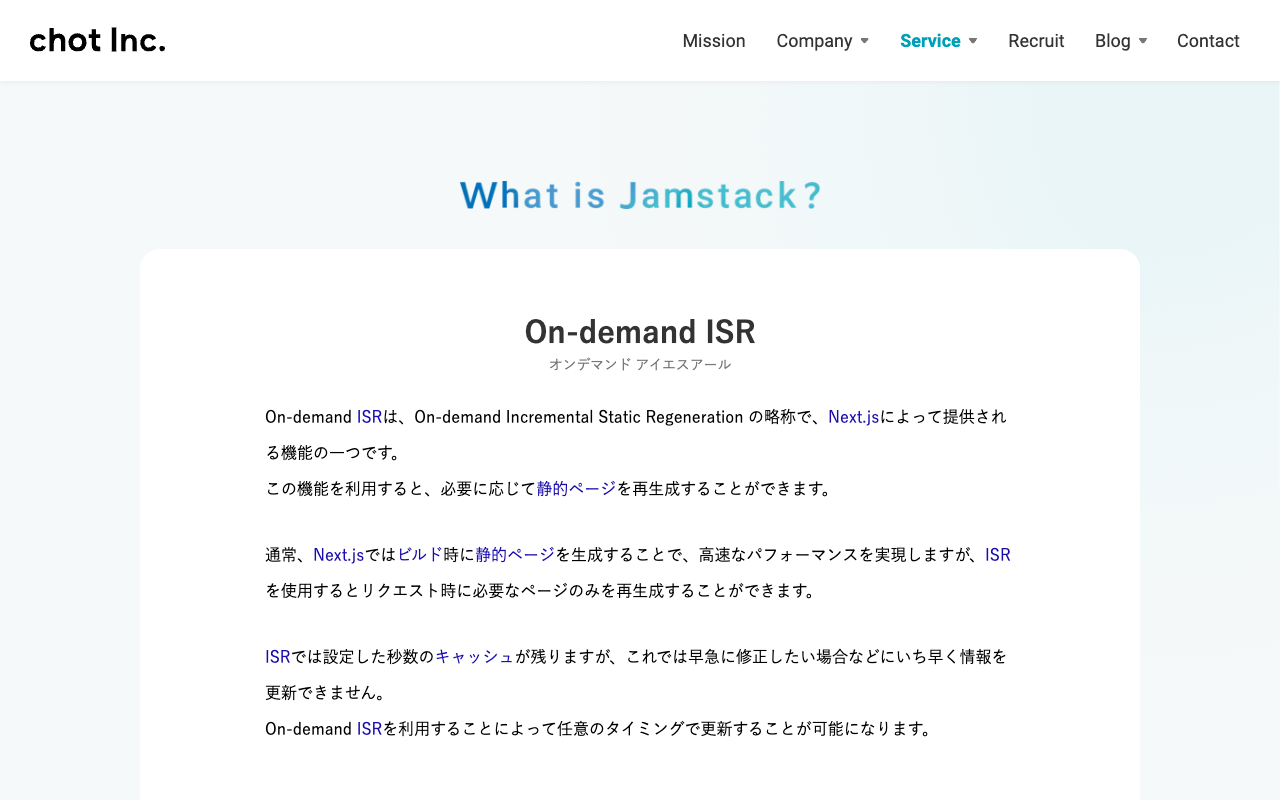 chot Inc.
Mission Company Service Recruit Blog Contact
What is Jamstack?
On-demand ISR
オンデマンド アイエスアール
On-demand ISRは、On-demand Incremental Static Regeneration の略称で、Next.jsによって提供され
る機能の一つです。
この機能を利用すると、必要に応じて静的ページを再生成することができます。
通常、Next.jsではビルド時に静的ページを生成することで、高速なパフォーマンスを実現しますが、ISR
を使用するとリクエスト時に必要なページのみを再生成することができます。
ISRでは設定した秒数のキャッシュが残りますが、これでは早急に修正したい場合などにいち早く情報を
更新できません。
On-demand ISRを利用することによって任意のタイミングで更新することが可能になります。